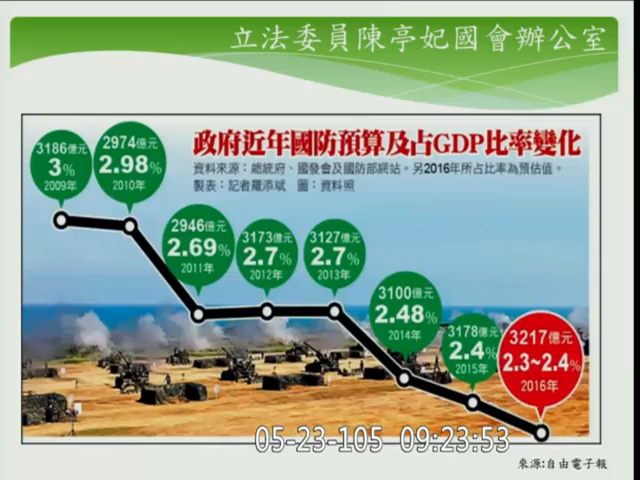 立法委員陳亭妃國會辦公室
政府近年國防預算及占GDP比率變化
資料來源：總統府、國發會及國防部網站。另2016年所占比率為預估值。
製表：記者羅添斌　圖：資料照
3186億元
3%
2009年
2974億元
2.98%
2010年
2946億元
2.69%
2011年
3173億元
2.7%
2012年
3127億元
2.7%
2013年
3100億元
2.48%
2014年
3178億元
2.4%
2015年
3217億元
2.3~2.4%
2016年
05-23-105 09:23:53
來源:自由電子報